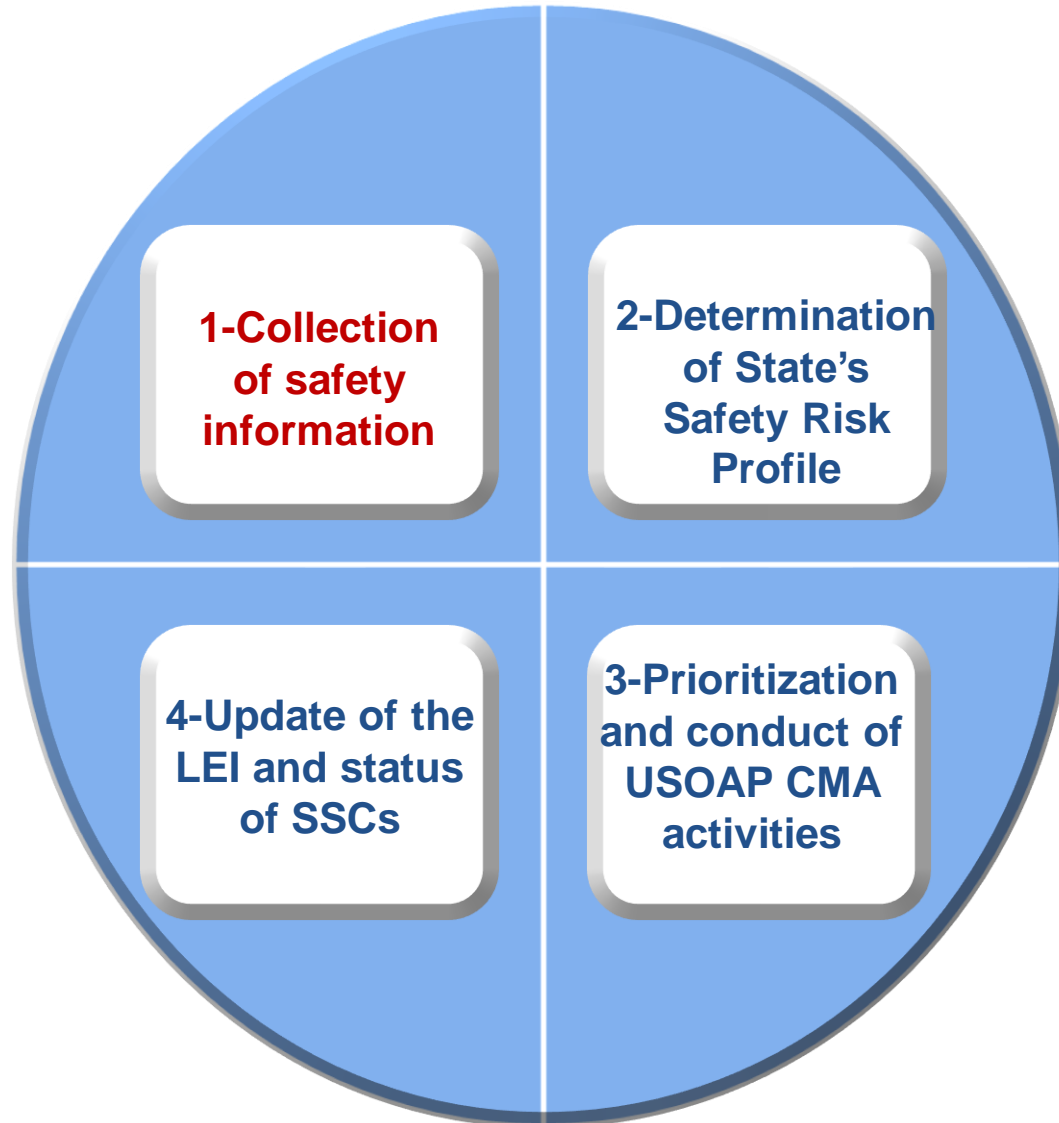 1-Collection
of safety
information
2-Determination
of State’s
Safety Risk
Profile
3-Prioritization
and conduct of
USOAP CMA
activities
4-Update of the
LEI and status
of SSCs